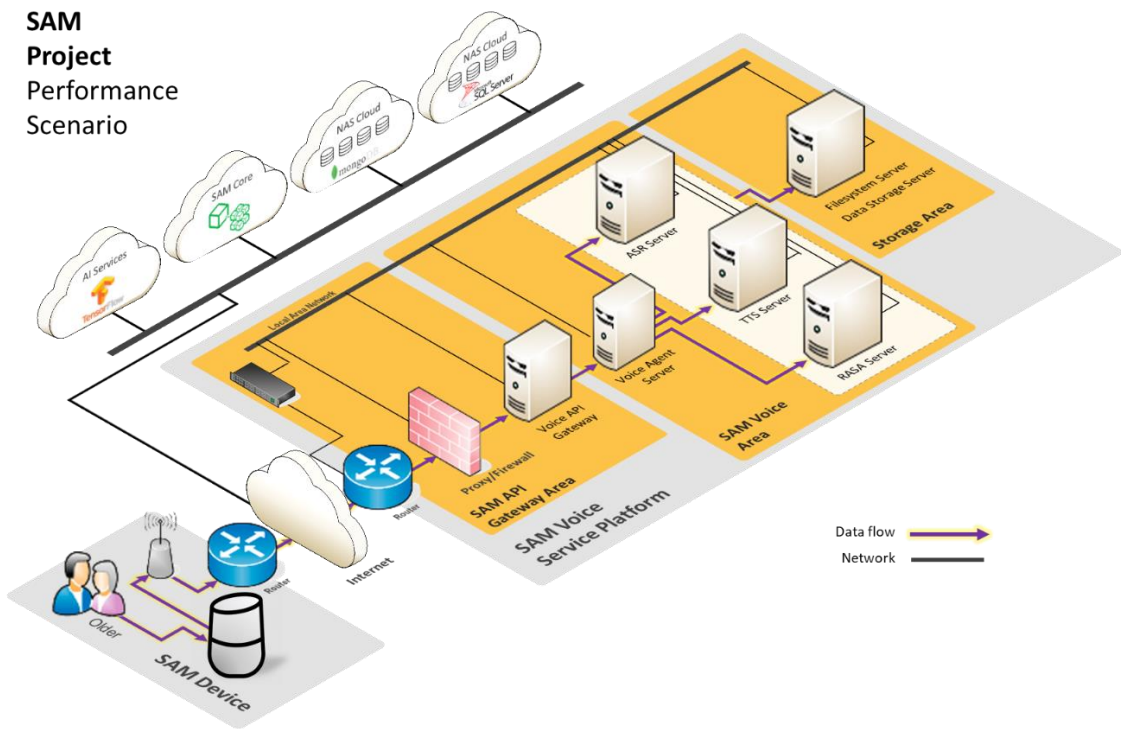 SAM
Project
Performance
Scenario
NAS Cloud
SQL Server
NAS Cloud
mongoDB
SAM Core
AI Services
TensorFlow
Filesystem Server
Data Storage Server
Storage Area
ASR Server
TTS Server
RASA Server
Voice Agent
Server
SAM Voice
Area
Local Area Network
Voice API
Gateway
Proxy/Firewall
SAM API
Gateway Area
SAM Voice
Service Platform
Router
Internet
Router
Older
SAM Device
Data flow
Network